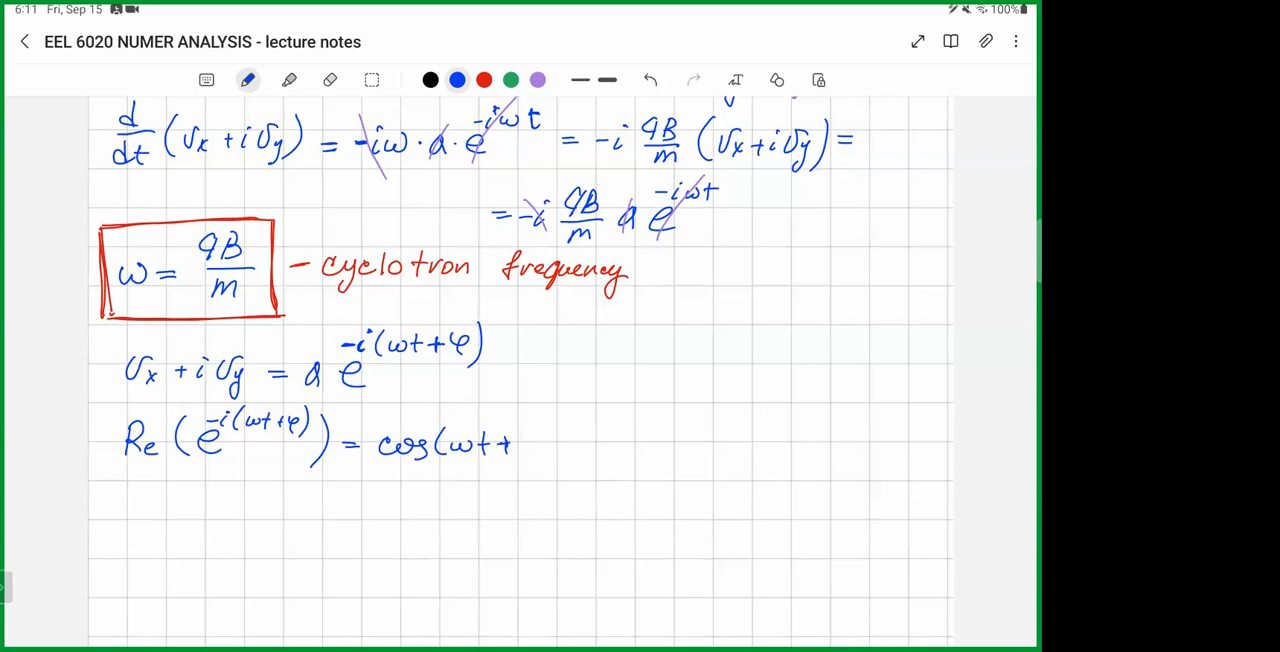 6:11 Fri, Sep 15 100%
EEL 6020 NUMER ANALYSIS - lecture notes
d/dt (Vx + i Vy) = -iω · a · e^{-iωt} = -i qB/m (Vx + i Vy) =
= -i qB/m a e^{-iωt}
ω = qB/m - cyclotron frequency
Vx + i Vy = a e^{-i(ωt+φ)}
Re (e^{-i(ωt+φ)}) = cos(ωt+